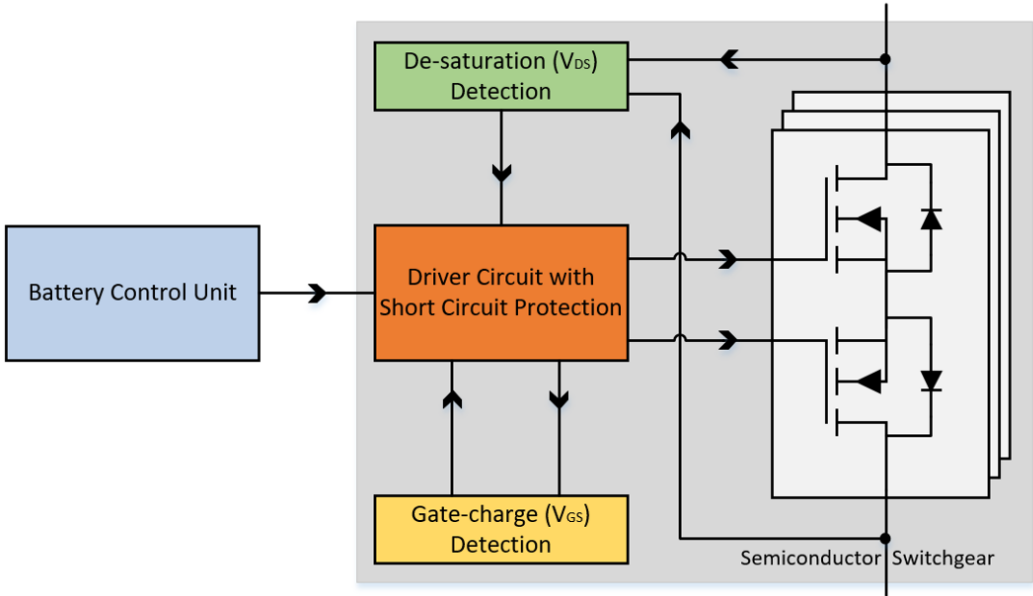 De-saturation (VDS)
Detection
Battery Control Unit
Driver Circuit with
Short Circuit Protection
Gate-charge (VGS)
Detection
Semiconductor Switchgear